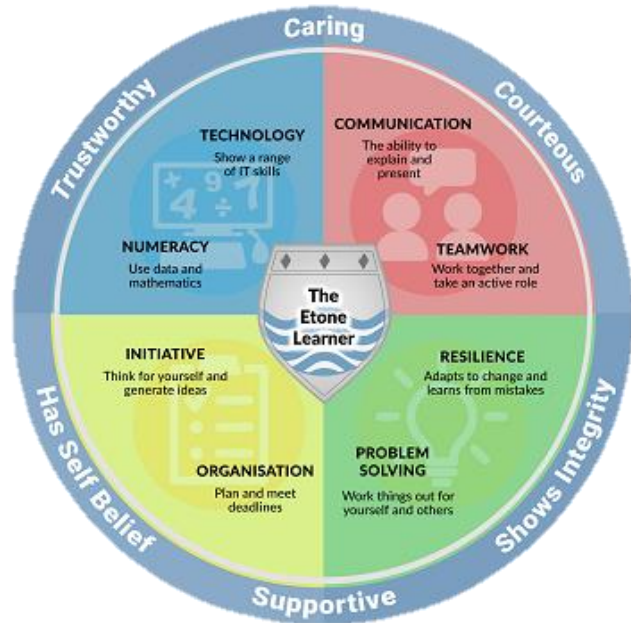 Caring
Courteous
Trustworthy
TECHNOLOGY
Show a range
of IT skills
COMMUNICATION
The ability to
explain and
present
NUMERACY
Use data and
mathematics
TEAMWORK
Work together and
take an active role
The
Etone
Learner
INITIATIVE
Think for yourself and
generate ideas
RESILIENCE
Adapts to change and
learns from mistakes
ORGANISATION
Plan and meet
deadlines
PROBLEM
SOLVING
Work things out for
yourself and others
Has Self Belief
Shows Integrity
Supportive
+ 4 9 ÷ 7